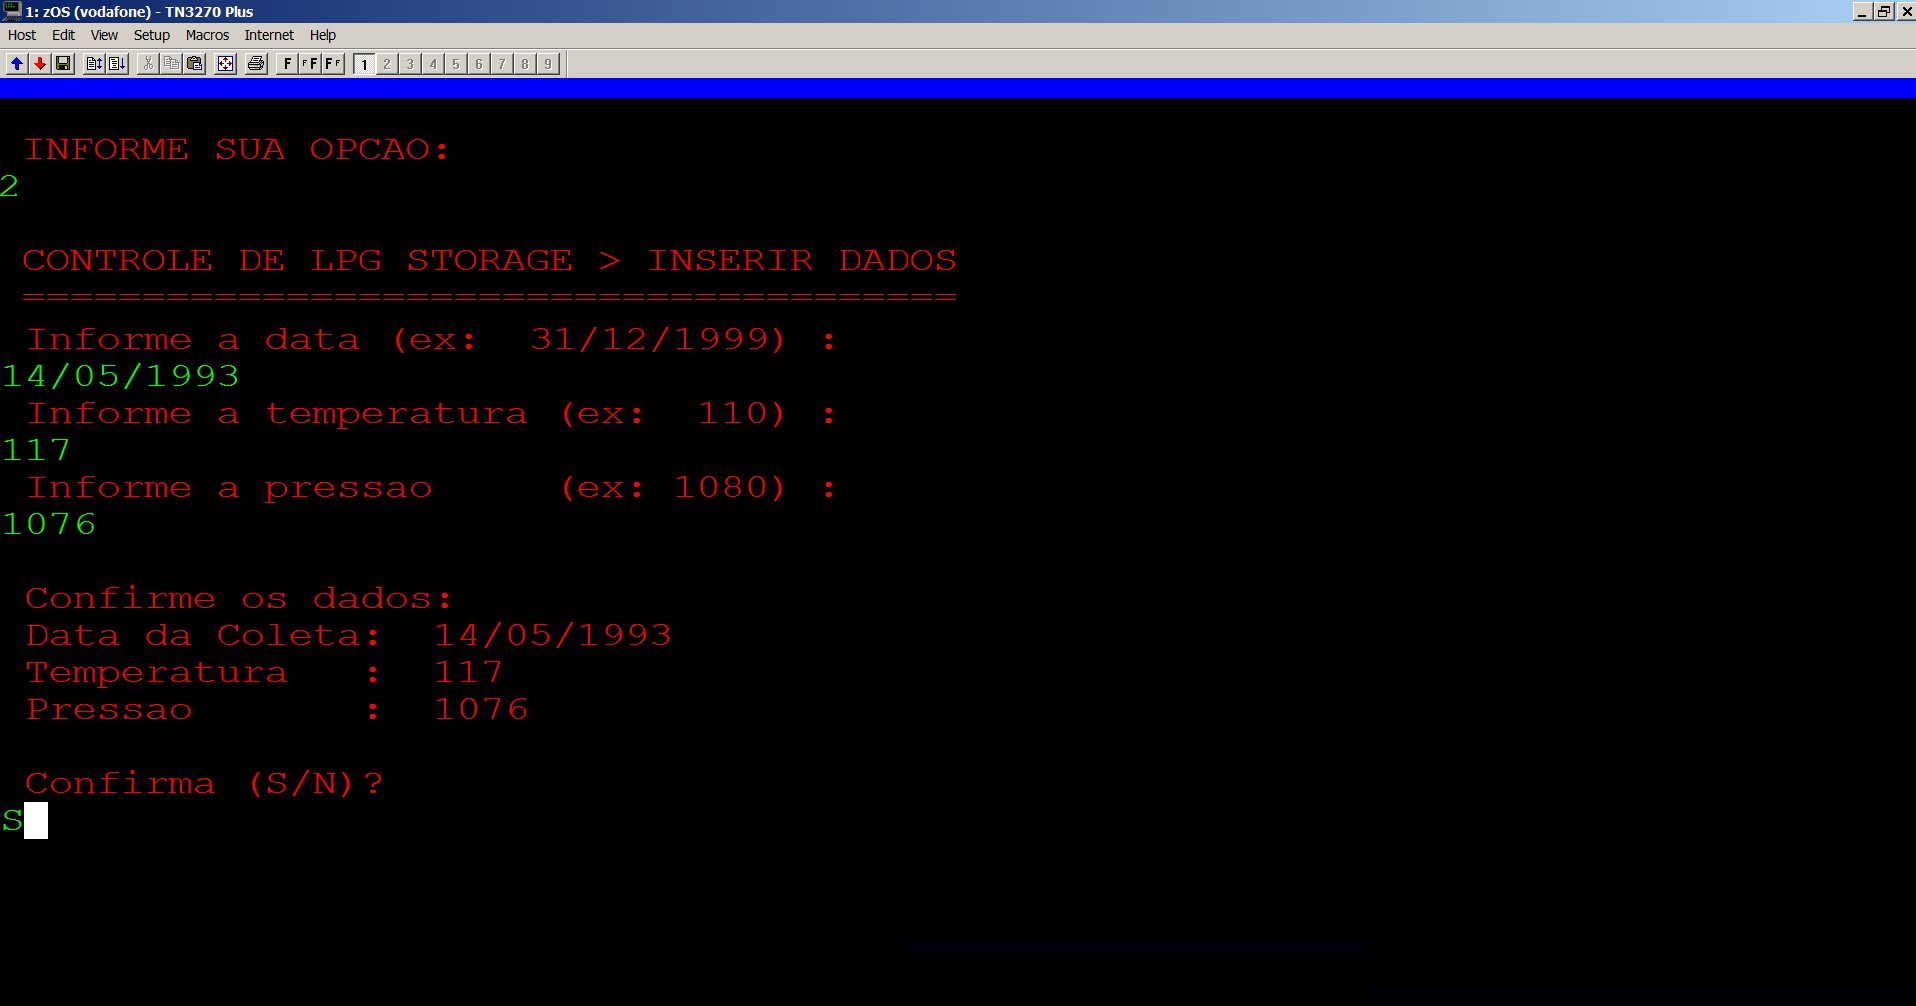 1: zOS (vodafone) - TN3270 Plus
Host Edit View Setup Macros Internet Help
F FF FF 1 2 3 4 5 6 7 8 9
INFORME SUA OPCAO:
2
CONTROLE DE LPG STORAGE > INSERIR DADOS
=======================================
Informe a data (ex:  31/12/1999) :
14/05/1993
Informe a temperatura (ex:  110) :
117
Informe a pressao     (ex: 1080) :
1076
Confirme os dados:
Data da Coleta:  14/05/1993
Temperatura   :  117
Pressao       :  1076
Confirma (S/N)?
S